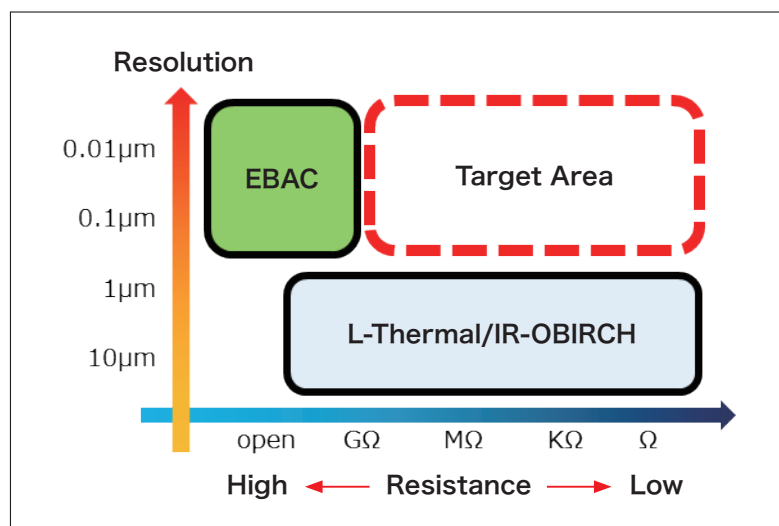 Resolution
0.01μm
0.1μm
1μm
10μm
EBAC
Target Area
L-Thermal/IR-OBIRCH
open GΩ MΩ KΩ Ω
High Resistance Low